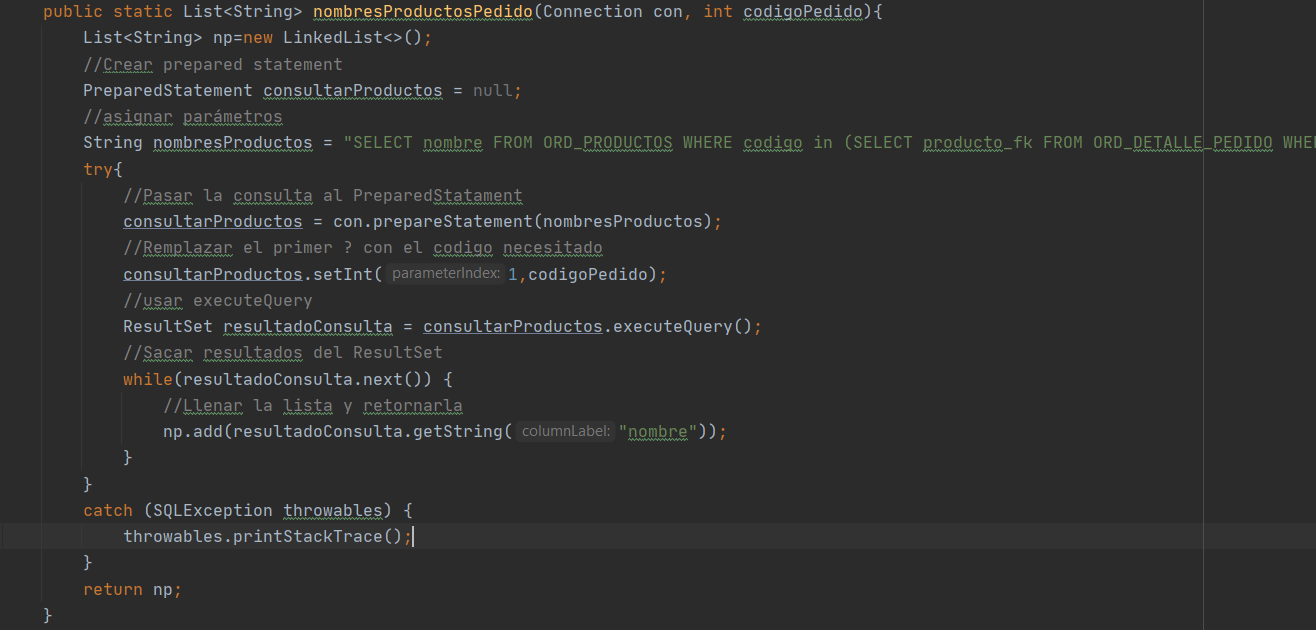 public static List<String> nombresProductosPedido(Connection con, int codigoPedido){
List<String> np=new LinkedList<>();
//Crear prepared statement
PreparedStatement consultarProductos = null;
//asignar parámetros
String nombresProductos = "SELECT nombre FROM ORD_PRODUCTOS WHERE codigo in (SELECT producto_fk FROM ORD_DETALLE_PEDIDO WHE
try{
//Pasar la consulta al PreparedStatament
consultarProductos = con.prepareStatement(nombresProductos);
//Remplazar el primer ? con el codigo necesitado
consultarProductos.setInt( parameterIndex: 1,codigoPedido);
//usar executeQuery
ResultSet resultadoConsulta = consultarProductos.executeQuery();
//Sacar resultados del ResultSet
while(resultadoConsulta.next()) {
//Llenar la lista y retornarla
np.add(resultadoConsulta.getString( columnLabel: "nombre"));
}
}
catch (SQLException throwables) {
throwables.printStackTrace();
}
return np;
}